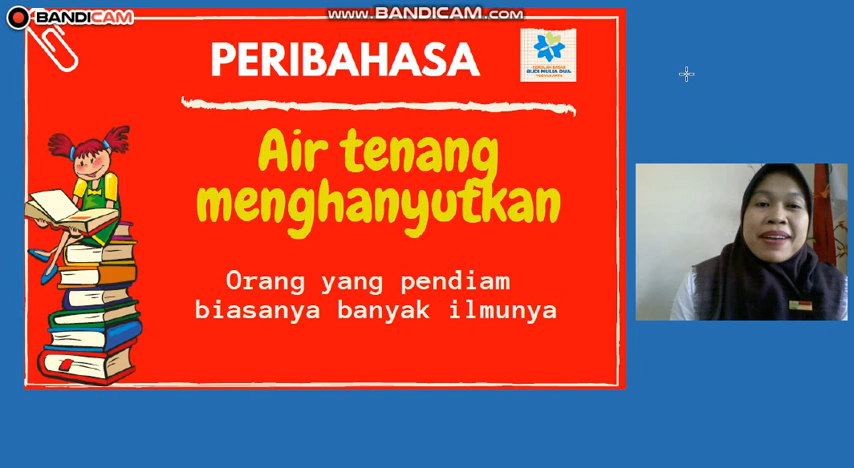 BANDICAM
www.BANDICAM.com
PERIBAHASA
Air tenang
menghanyutkan
Orang yang pendiam
biasanya banyak ilmunya